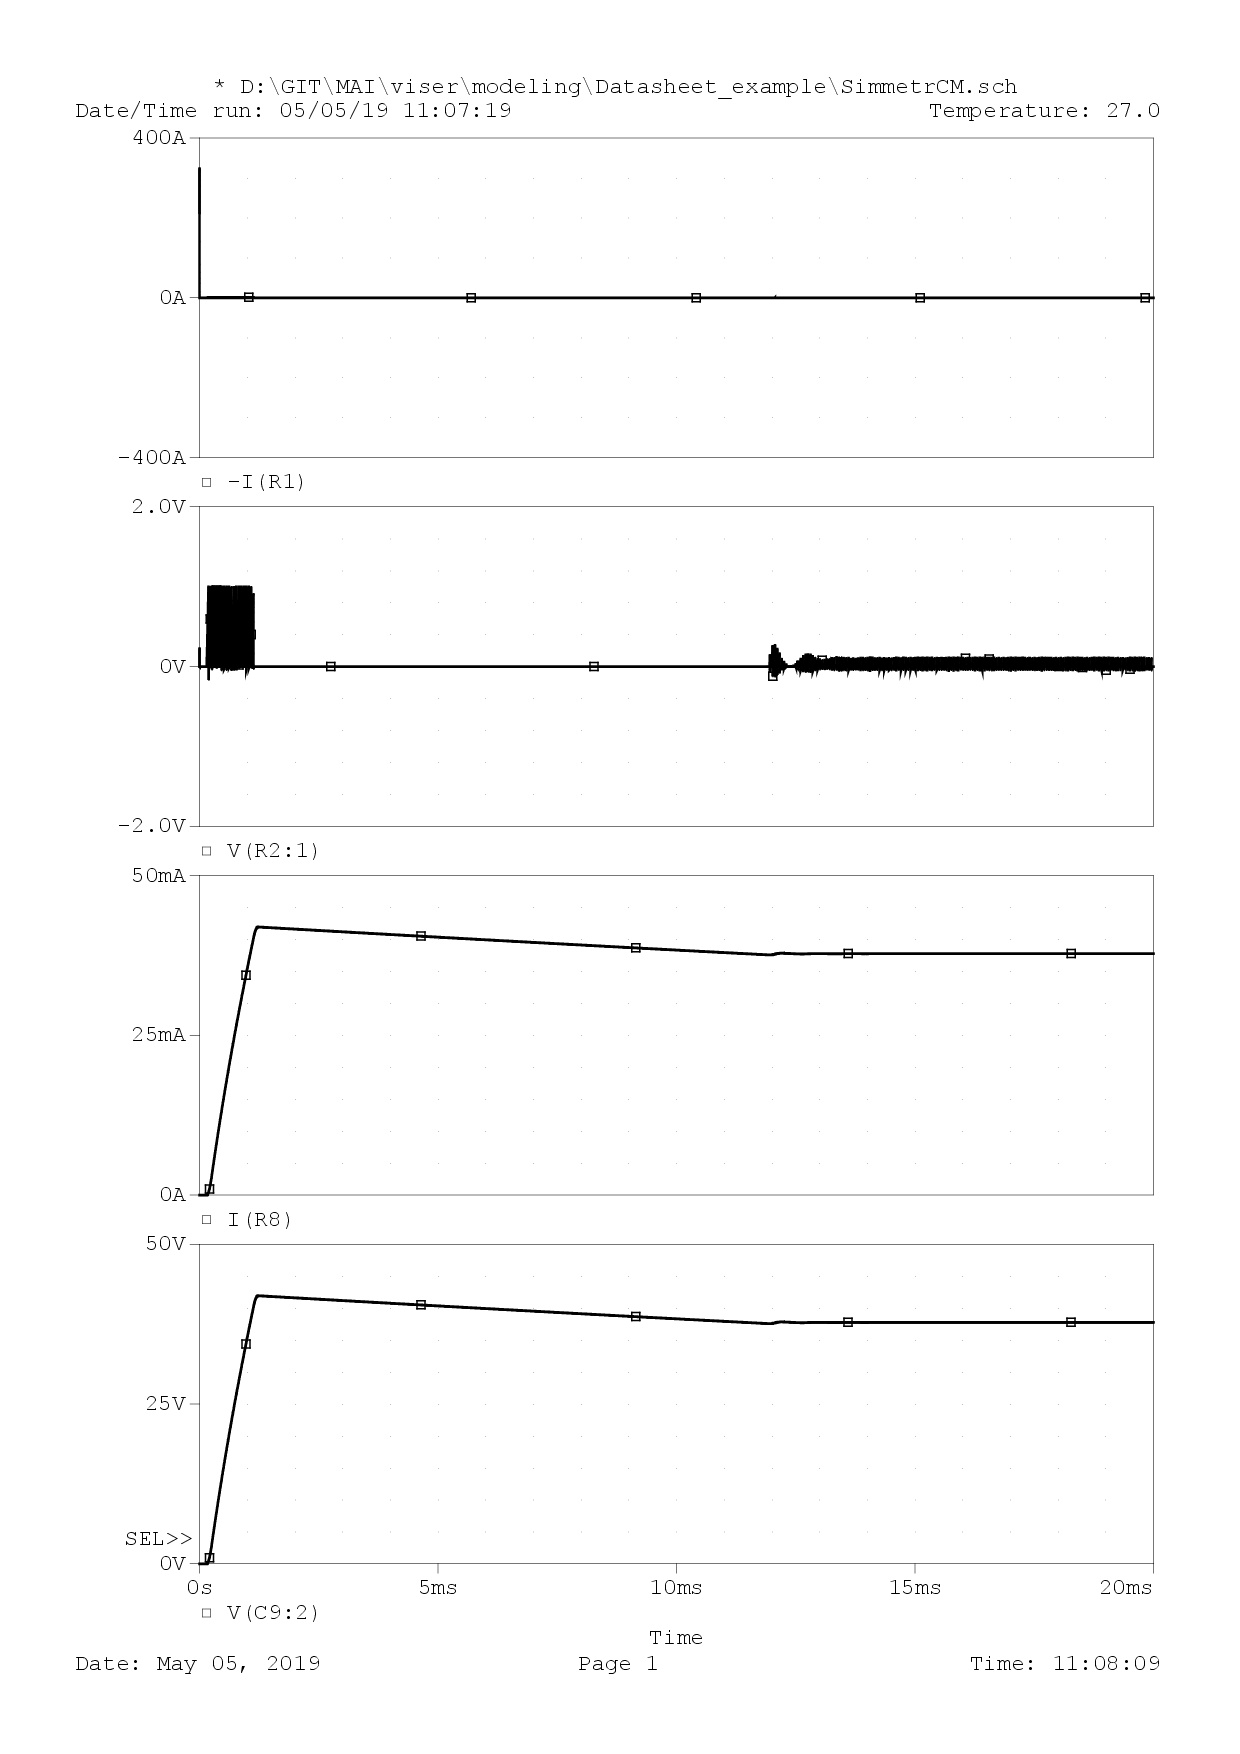 * D:\GIT\MAI\viser\modeling\Datasheet_example\SimmetrCM.sch
Date/Time run: 05/05/19 11:07:19 Temperature: 27.0
400A
0A
-400A
-I(R1)
2.0V
0V
-2.0V
V(R2:1)
50mA
25mA
0A
I(R8)
50V
25V
SEL>>
0V
0s 5ms 10ms 15ms 20ms
V(C9:2)
Time
Date: May 05, 2019 Page 1 Time: 11:08:09